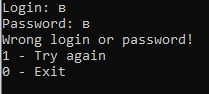 Login: в
Password: в
Wrong login or password!
1 - Try again
0 - Exit